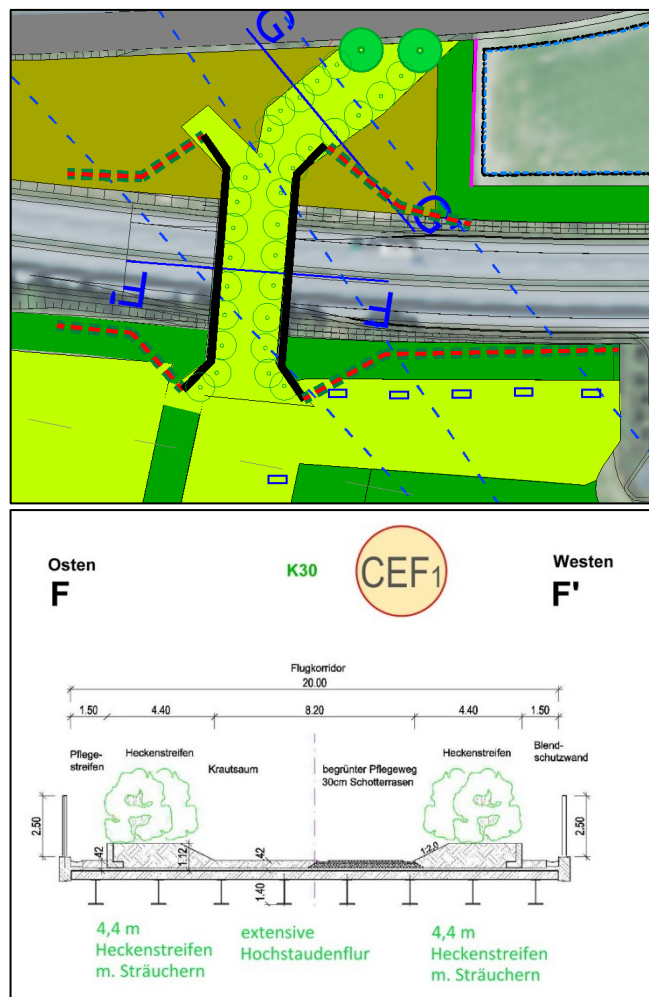 G
G'
F'
F
Osten
F
K30
CEF1
Westen
F'
Flugkorridor
20.00
1.50 4.40 8.20 4.40 1.50
Pflege-
streifen
Heckenstreifen
Krautsaum
begrünter Pflegeweg
30cm Schotterrasen
Heckenstreifen
Blend-
schutzwand
2.50
.42
1:12
.42
1:2,0
2.50
1.40
4,4 m
Heckenstreifen
m. Sträuchern
extensive
Hochstaudenflur
4,4 m
Heckenstreifen
m. Sträuchern